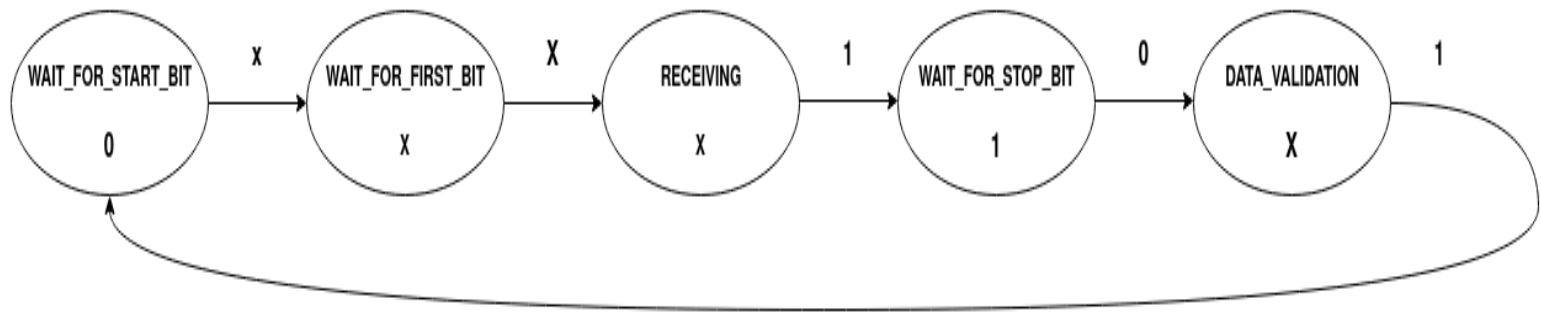 x X 1 0 1
WAIT_FOR_START_BIT WAIT_FOR_FIRST_BIT RECEIVING WAIT_FOR_STOP_BIT DATA_VALIDATION
0 X X 1 X